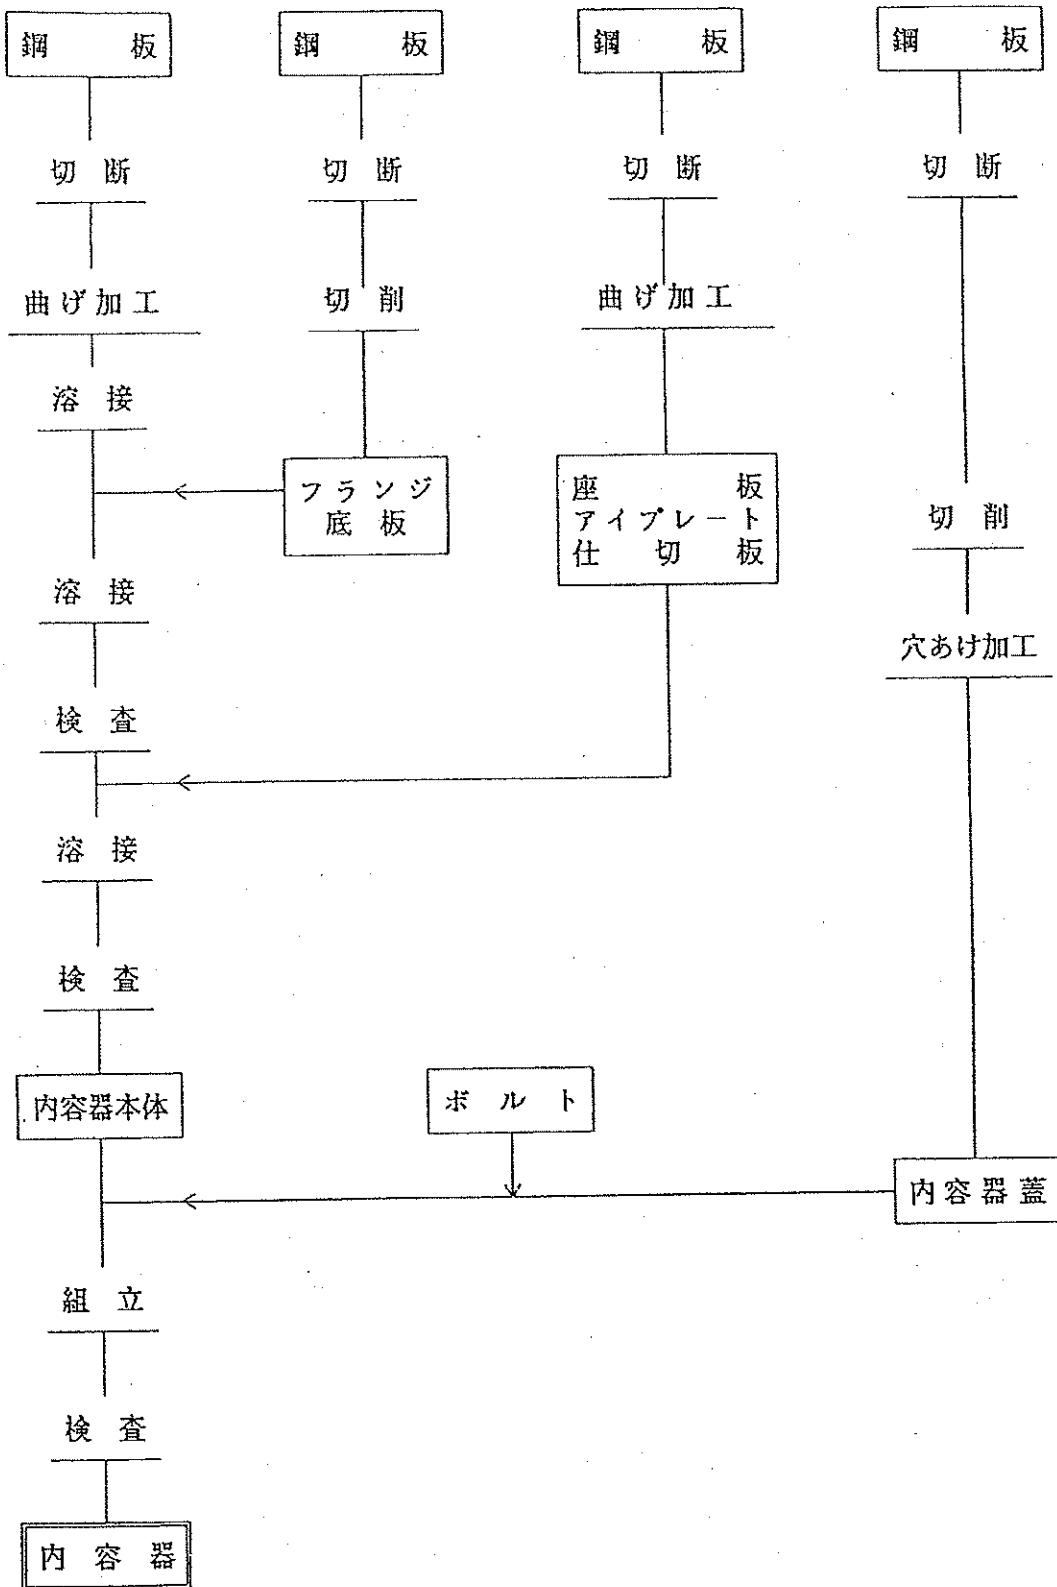 鋼 板
鋼 板
鋼 板
鋼 板
切 断
切 断
切 断
切 断
曲げ加工
切 削
曲げ加工
溶 接
フランジ
底 板
座 板
アイプレート
仕 切 板
切 削
溶 接
穴あけ加工
検 査
溶 接
検 査
内容器本体
ボ ル ト
内容器蓋
組 立
検 査
内 容 器